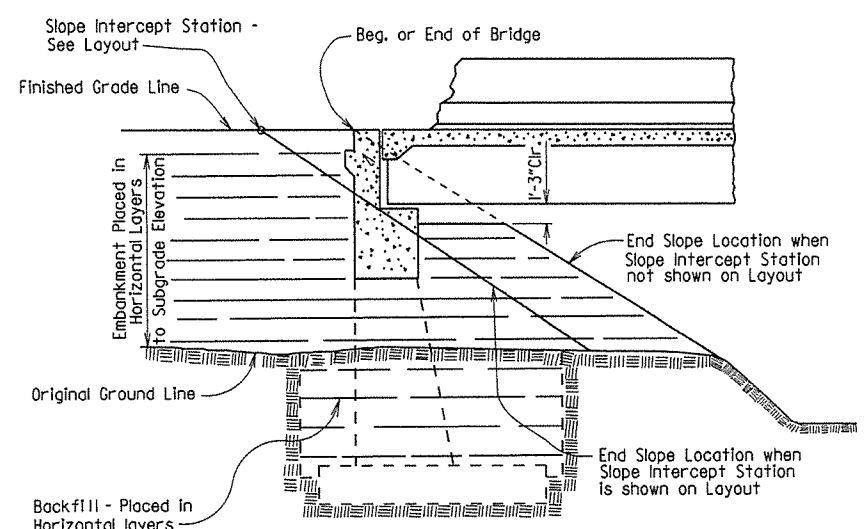 Slope Intercept Station -
See Layout
Beg. or End of Bridge
Finished Grade Line
1'-3"Clr
Embankment Placed in
Horizontal Layers
to Subgrade Elevation
End Slope Location when
Slope Intercept Station
not shown on Layout
Original Ground Line
End Slope Location when
Slope Intercept Station
is shown on Layout
Backfill - Placed in
Horizontal layers